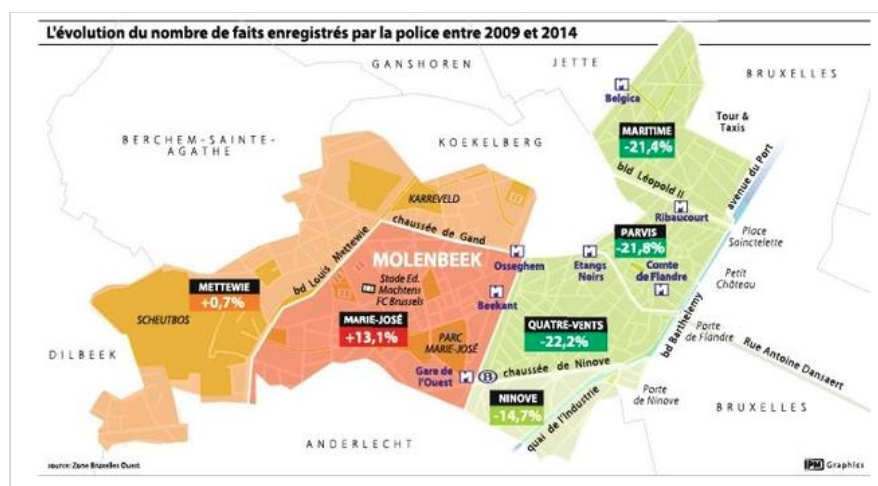 L'évolution du nombre de faits enregistrés par la police entre 2009 et 2014
GANSHOREN
JETTE
BRUXELLES
Belgica
Tour &
Taxis
BERCHEM-SAINTE-
AGATHE
KOEKELBERG
MARITIME
-21,4%
bld Léopold II
avenue du Port
KARREVELD
Ribaucourt
chaussée de Gand
PARVIS
-21,8%
Place
Sainctelette
bd Louis Mettewie
MOLENBEEK
Osseghem
Etangs
Noirs
Comte
de Flandre
Petit
Château
METTEWIE
+0,7%
Stade Ed.
Machtens
FC Brussels
Beekant
SCHEUTBOS
MARIE-JOSÉ
+13,1%
QUATRE-VENTS
-22,2%
bd Barthelemy
Porte
de Flandre
PARC
MARIE-JOSÉ
Rue Antoine Dansaert
DILBEEK
Gare de
l'Ouest
B
chaussée de Ninove
NINOVE
-14,7%
quai de l'Industrie
Porte
de Ninove
BRUXELLES
ANDERLECHT
source: Zone Bruxelles Ouest
IPM Graphics